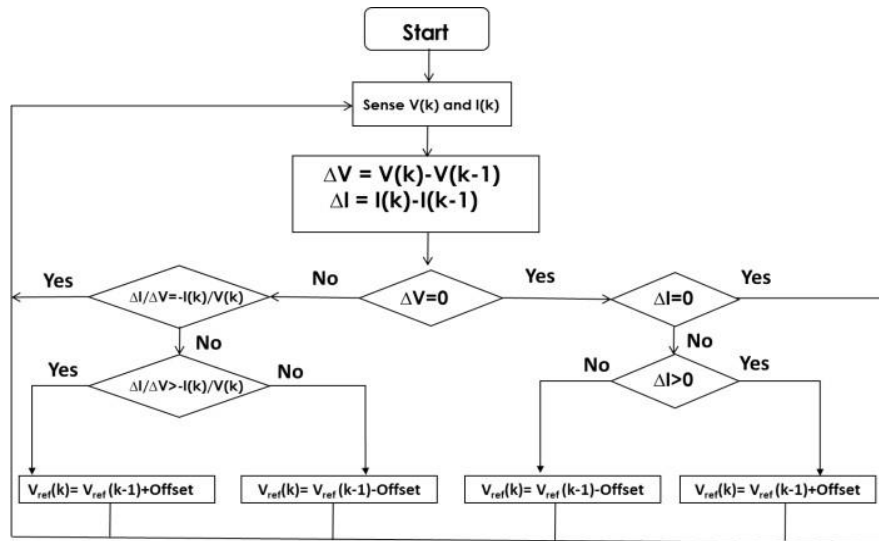 Start
Sense V(k) and I(k)
ΔV = V(k)-V(k-1)
ΔI = I(k)-I(k-1)
Yes
ΔI/ΔV=-I(k)/V(k)
No
ΔV=0
Yes
ΔI=0
Yes
No
No
Yes
ΔI/ΔV>-I(k)/V(k)
No
No
ΔI>0
Yes
Vref(k)= Vref (k-1)+Offset
Vref(k)= Vref (k-1)-Offset
Vref(k)= Vref (k-1)-Offset
Vref(k)= Vref (k-1)+Offset